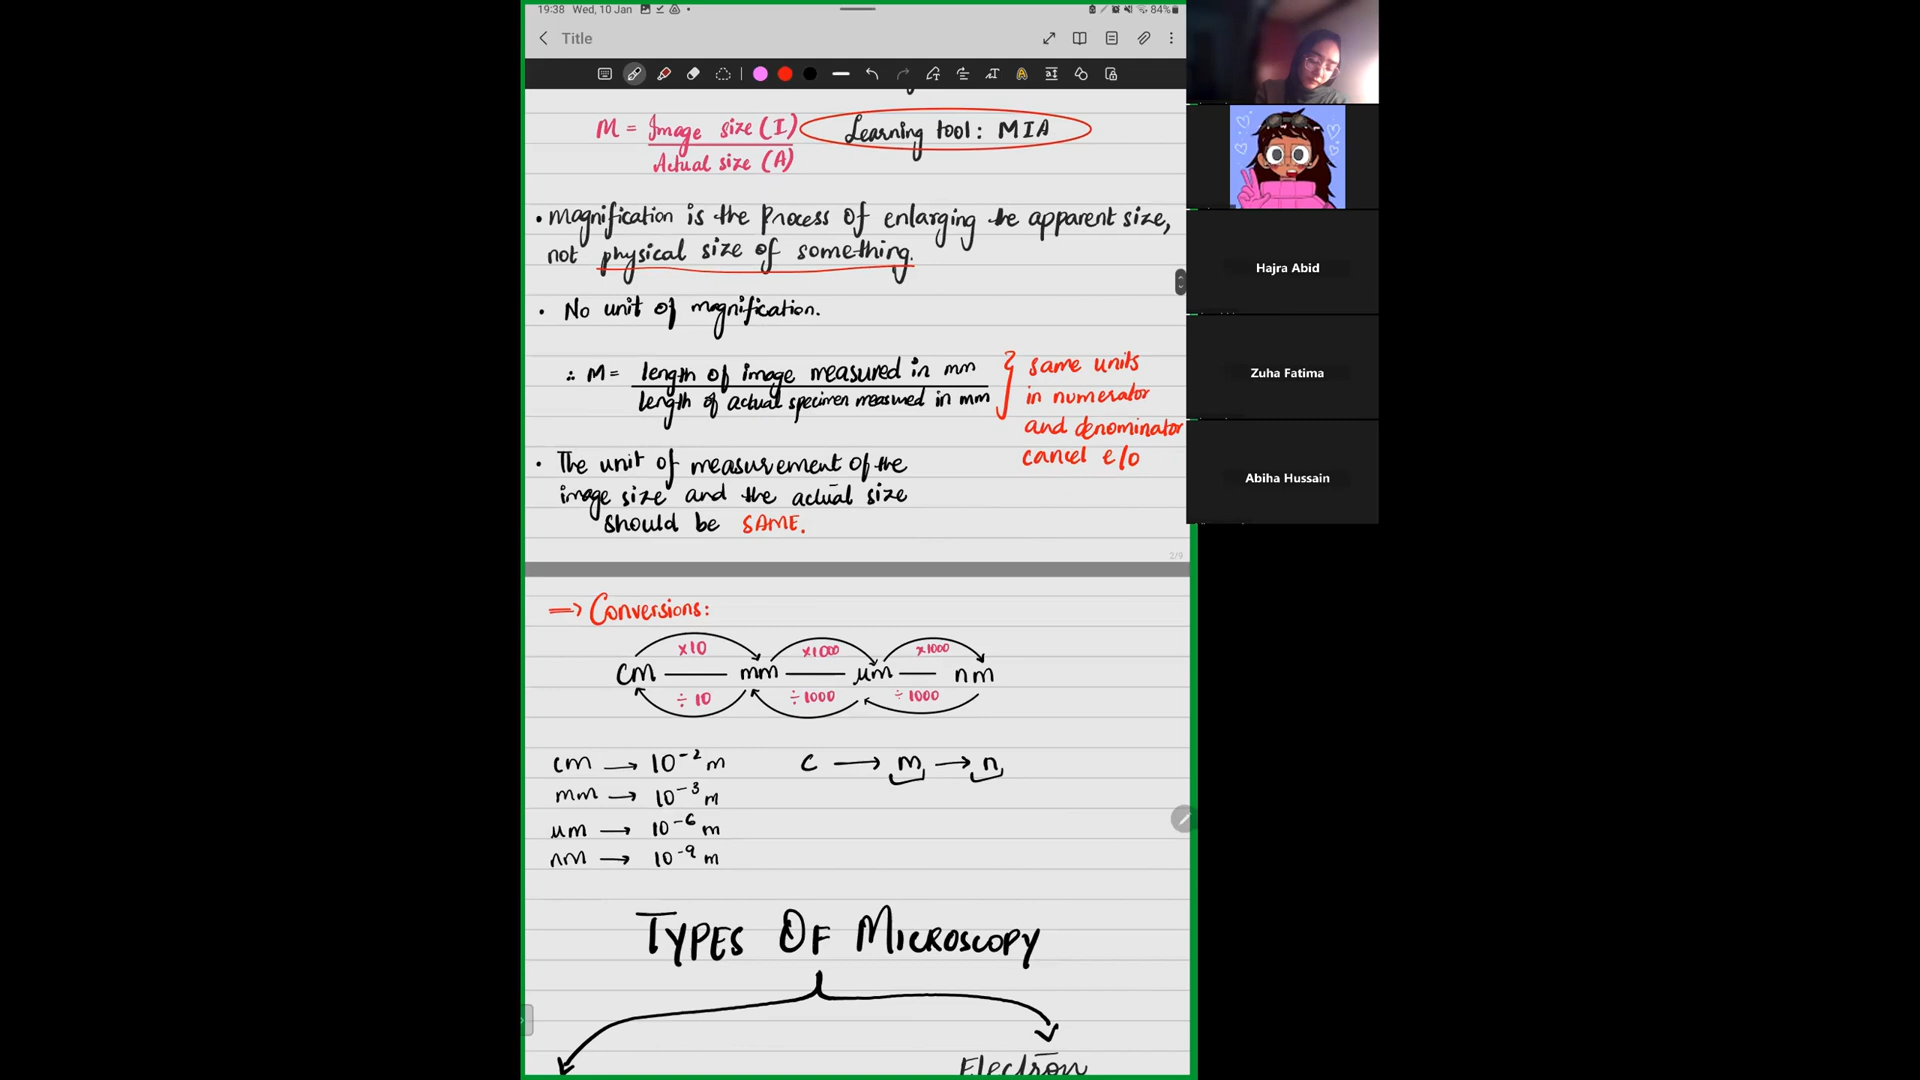 19:38 Wed, 10 Jan
84%
Title
M = Image size (I)
Actual size (A)
Learning tool: MIA
• Magnification is the process of enlarging the apparent size,
not physical size of something.
• No unit of magnification.
∴ M = length of image measured in mm
length of actual specimen measured in mm
same units
in numerator
and denominator
cancel e/o
• The unit of measurement of the
image size and the actual size
should be SAME.
2/9
⇒ Conversions:
×10 ×1000 ×1000
cm mm μm nm
÷10 ÷1000 ÷1000
cm → 10⁻² m
mm → 10⁻³ m
μm → 10⁻⁶ m
nm → 10⁻⁹ m
c → m → n
TYPES OF MICROSCOPY
Electron
Hajra Abid
Zuha Fatima
Abiha Hussain